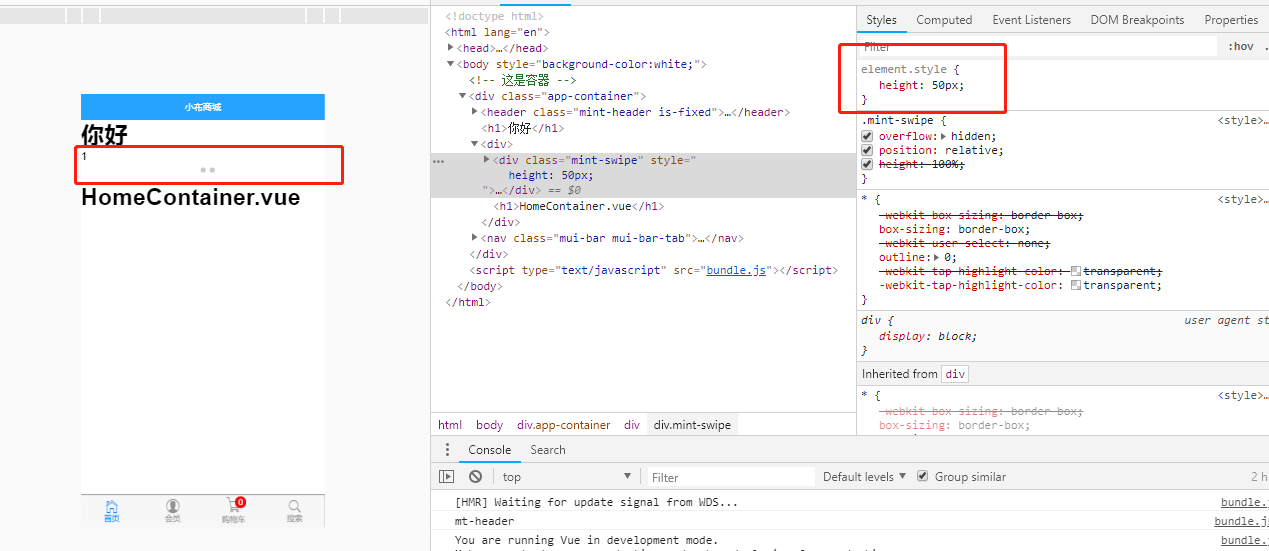 小布商城
你好
1
HomeContainer.vue
首页
会员
0
购物车
搜索
<!doctype html>
<html lang="en">
<head>…</head>
<body style="background-color:white;">
<!-- 这是容器 -->
<div class="app-container">
<header class="mint-header is-fixed">…</header>
<h1>你好</h1>
<div>
<div class="mint-swipe" style="
height: 50px;
">…</div> == $0
<h1>HomeContainer.vue</h1>
</div>
<nav class="mui-bar mui-bar-tab">…</nav>
</div>
<script type="text/javascript" src="bundle.js"></script>
</body>
</html>
html body div.app-container div div.mint-swipe
Styles Computed Event Listeners DOM Breakpoints Properties
Filter :hov .
element.style {
height: 50px;
}
.mint-swipe { <style>…
overflow: hidden;
position: relative;
height: 100%;
}
* { <style>…
-webkit-box-sizing: border-box;
box-sizing: border-box;
-webkit-user-select: none;
outline: 0;
-webkit-tap-highlight-color: transparent;
-webkit-tap-highlight-color: transparent;
}
div { user agent st
display: block;
}
Inherited from div
* { <style>…
-webkit-box-sizing: border-box;
box-sizing: border-box;
Console Search
top Filter Default levels Group similar 2 h
[HMR] Waiting for update signal from WDS... bundle.j
mt-header bundle.js
You are running Vue in development mode. bundle.j